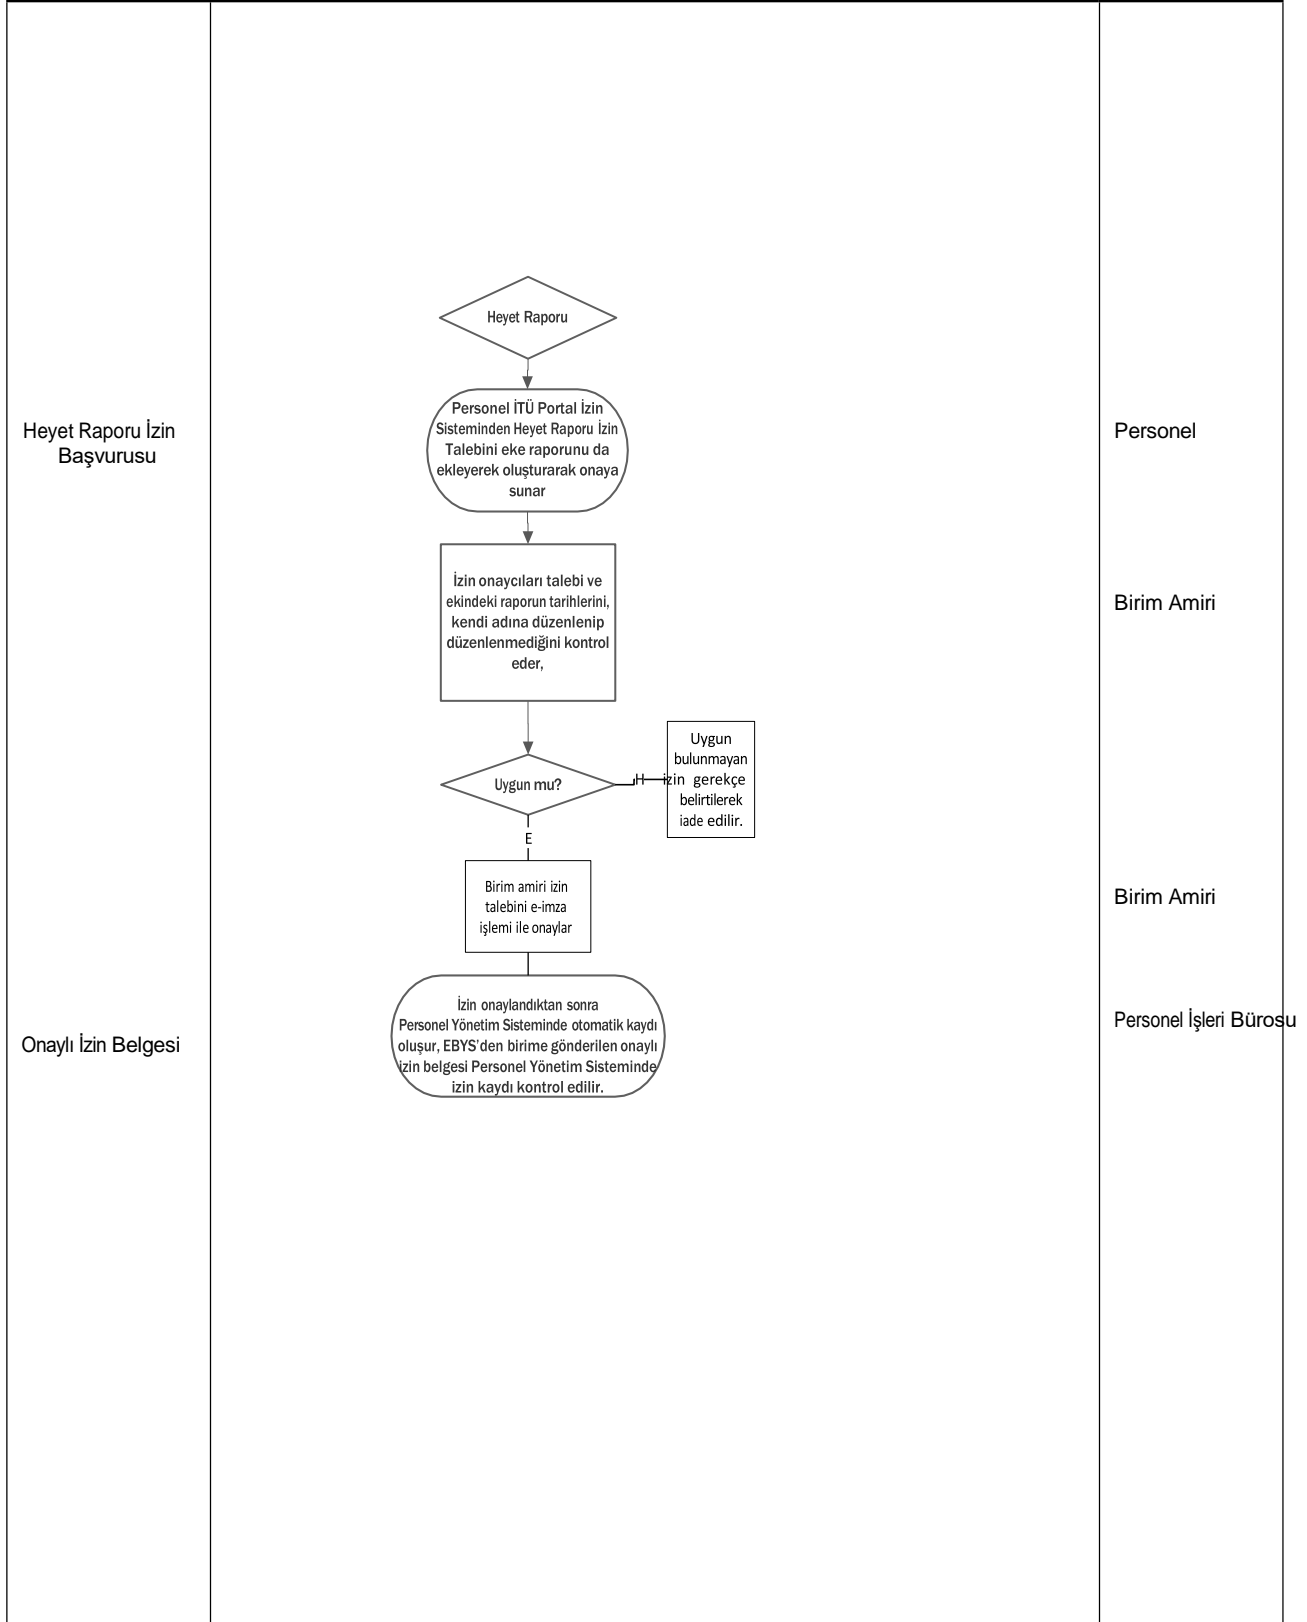 Heyet Raporu
Heyet Raporu İzin
Başvurusu
Personel İTÜ Portal İzin
Sisteminden Heyet Raporu İzin
Talebini eke raporunu da
ekleyerek oluşturarak onaya
sunar
Personel
İzin onaycıları talebi ve
ekindeki raporun tarihlerini,
kendi adına düzenlenip
düzenlenmediğini kontrol
eder,
Birim Amiri
Uygun mu?
H
Uygun
bulunmayan
izin gerekçe
belirtilerek
iade edilir.
E
Birim amiri izin
talebini e-imza
işlemi ile onaylar
Birim Amiri
Onaylı İzin Belgesi
İzin onaylandıktan sonra
Personel Yönetim Sisteminde otomatik kaydı
oluşur, EBYS'den birime gönderilen onaylı
izin belgesi Personel Yönetim Sisteminde
izin kaydı kontrol edilir.
Personel İşleri Bürosu